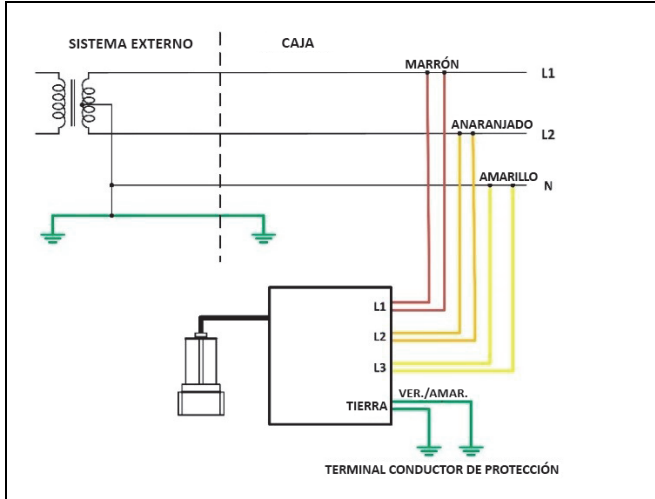 SISTEMA EXTERNO
CAJA
MARRÓN
L1
ANARANJADO
L2
AMARILLO
N
L1
L2
L3
VER./AMAR.
TIERRA
TERMINAL CONDUCTOR DE PROTECCIÓN